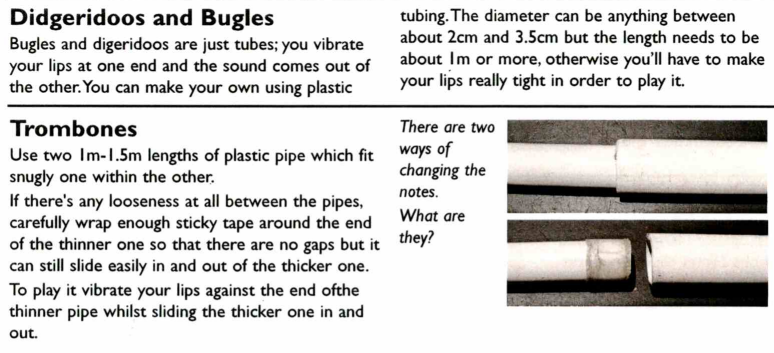 Didgeridoos and Bugles
Bugles and digeridoos are just tubes; you vibrate
your lips at one end and the sound comes out of
the other. You can make your own using plastic
tubing. The diameter can be anything between
about 2cm and 3.5cm but the length needs to be
about 1m or more, otherwise you'll have to make
your lips really tight in order to play it.
Trombones
Use two 1m-1.5m lengths of plastic pipe which fit
snugly one within the other.
If there's any looseness at all between the pipes,
carefully wrap enough sticky tape around the end
of the thinner one so that there are no gaps but it
can still slide easily in and out of the thicker one.
To play it vibrate your lips against the end ofthe
thinner pipe whilst sliding the thicker one in and
out.
There are two
ways of
changing the
notes.
What are
they?